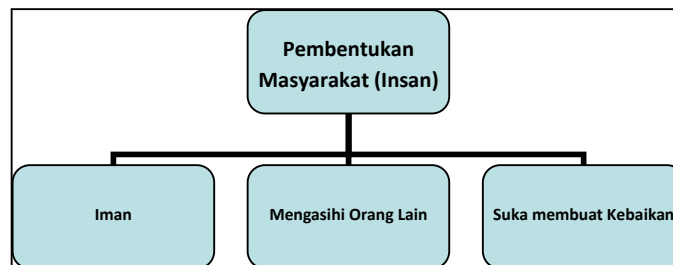 Pembentukan
Masyarakat (Insan)
Iman
Mengasihi Orang Lain
Suka membuat Kebaikan